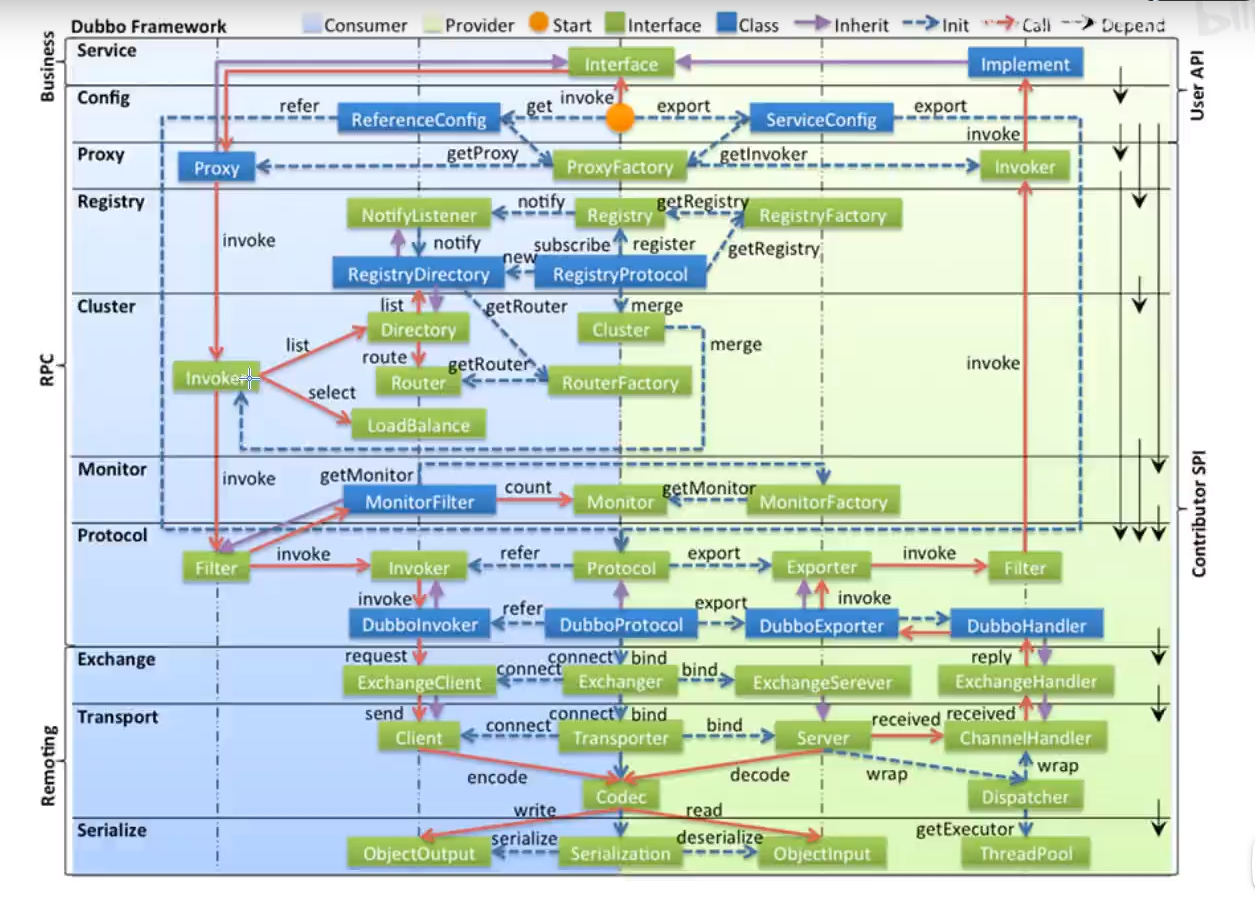 Dubbo Framework Consumer Provider Start Interface Class Inherit Init Call Depend
Business
User API
Service
Interface
Implement
Config
refer
ReferenceConfig
get
invoke
export
ServiceConfig
export
invoke
Proxy
Proxy
getProxy
ProxyFactory
getInvoker
Invoker
Registry
NotifyListener
notify
Registry
getRegistry
RegistryFactory
invoke
notify
subscribe
register
getRegistry
new
RegistryDirectory
RegistryProtocol
RPC
Cluster
list
getRouter
merge
Directory
Cluster
list
merge
route
getRouter
invoke
Invoker
Router
RouterFactory
select
LoadBalance
Monitor
invoke
getMonitor
MonitorFilter
count
Monitor
getMonitor
MonitorFactory
Contributor SPI
Protocol
Filter
invoke
Invoker
refer
Protocol
export
Exporter
invoke
Filter
invoke
refer
export
invoke
DubboInvoker
DubboProtocol
DubboExporter
DubboHandler
Remoting
Exchange
request
connect
bind
reply
connect
bind
ExchangeClient
Exchanger
ExchangeSerever
ExchangeHandler
Transport
send
connect
bind
received
received
Client
connect
Transporter
bind
Server
ChannelHandler
encode
decode
wrap
wrap
Codec
Dispatcher
write
read
Serialize
serialize
deserialize
getExecutor
ObjectOutput
Serialization
ObjectInput
ThreadPool